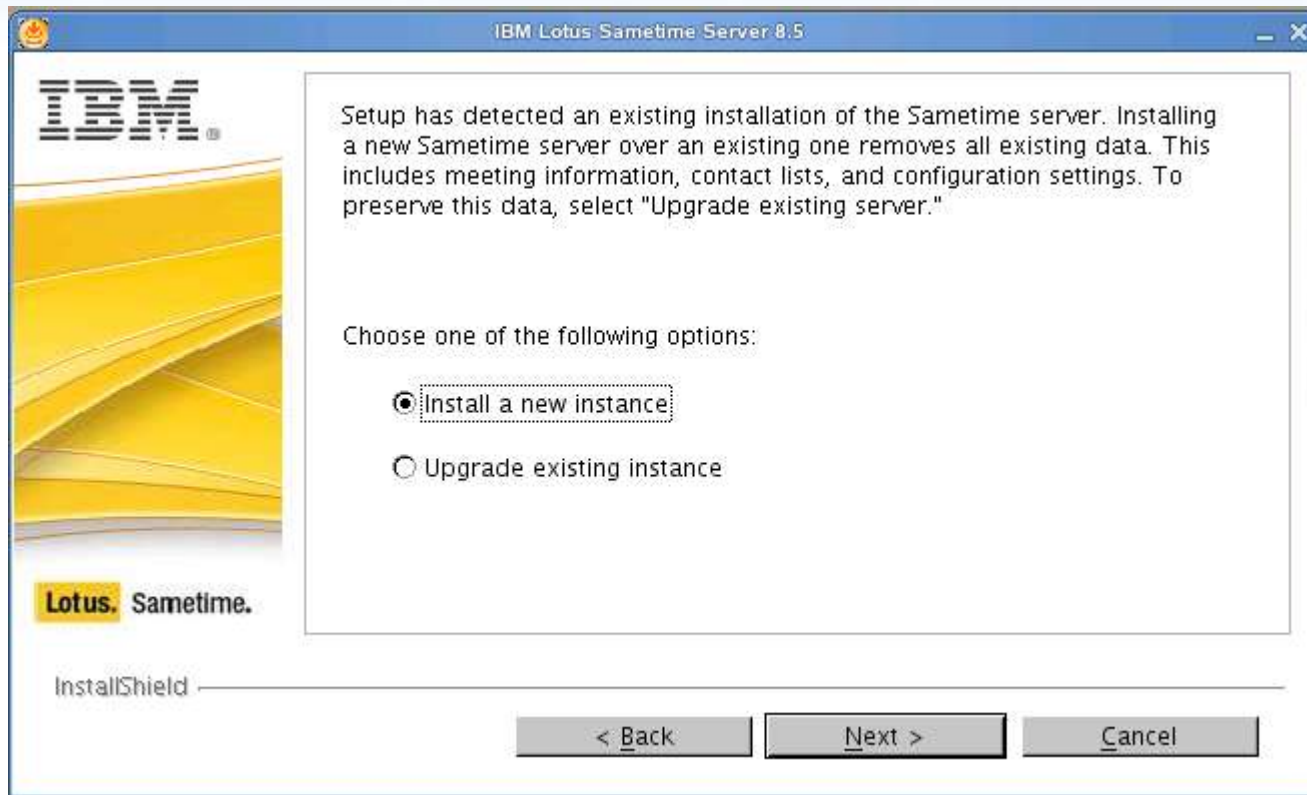 IBM Lotus Sametime Server 8.5
IBM®
Setup has detected an existing installation of the Sametime server. Installing
a new Sametime server over an existing one removes all existing data. This
includes meeting information, contact lists, and configuration settings. To
preserve this data, select "Upgrade existing server."
Choose one of the following options:
Install a new instance
Upgrade existing instance
Lotus. Sametime.
InstallShield
< Back
Next >
Cancel